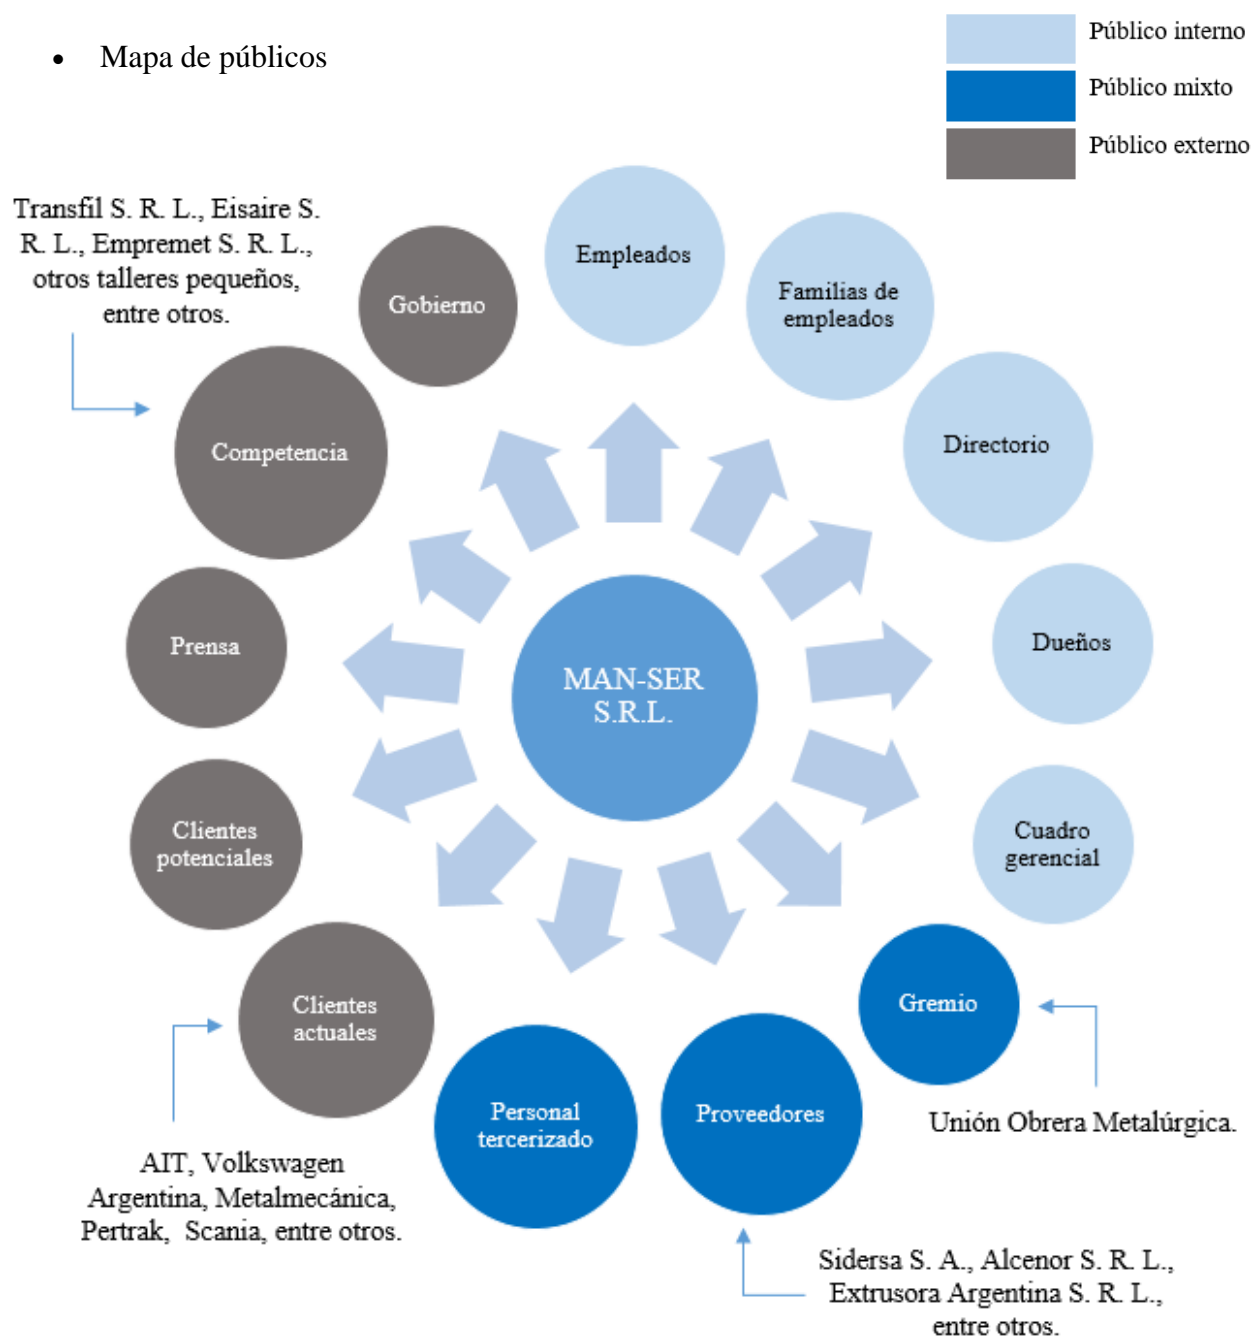 • Mapa de públicos
Público interno
Público mixto
Público externo
Transfil S. R. L., Eisaire S.
R. L., Empremet S. R. L.,
otros talleres pequeños,
entre otros.
Gobierno
Empleados
Familias de
empleados
Competencia
Directorio
Prensa
MAN-SER
S.R.L.
Dueños
Clientes
potenciales
Cuadro
gerencial
Clientes
actuales
Gremio
Personal
tercerizado
Proveedores
Unión Obrera Metalúrgica.
AIT, Volkswagen
Argentina, Metalmecánica,
Pertrak, Scania, entre otros.
Sidersa S. A., Alcenor S. R. L.,
Extrusora Argentina S. R. L.,
entre otros.